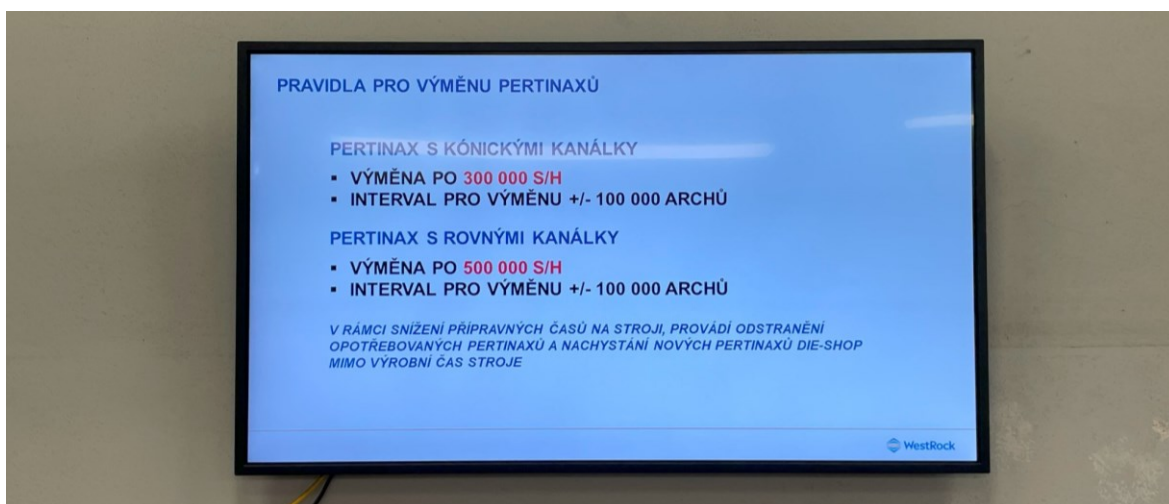 PRAVIDLA PRO VÝMĚNU PERTINAXŮ
PERTINAX S KÓNICKÝMI KANÁLKY
▪ VÝMĚNA PO 300 000 S/H
▪ INTERVAL PRO VÝMĚNU +/- 100 000 ARCHŮ
PERTINAX S ROVNÝMI KANÁLKY
▪ VÝMĚNA PO 500 000 S/H
▪ INTERVAL PRO VÝMĚNU +/- 100 000 ARCHŮ
V RÁMCI SNÍŽENÍ PŘÍPRAVNÝCH ČASŮ NA STROJI, PROVÁDÍ ODSTRANĚNÍ
OPOTŘEBOVANÝCH PERTINAXŮ A NACHYSTÁNÍ NOVÝCH PERTINAXŮ DIE-SHOP
MIMO VÝROBNÍ ČAS STROJE
WestRock